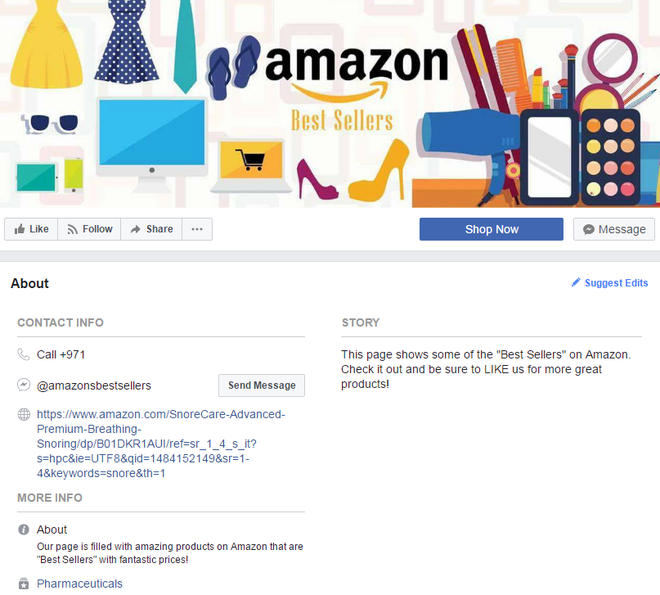 amazon
Best Sellers
Like
Follow
Share
...
Shop Now
Message
About
Suggest Edits
CONTACT INFO
Call +971
@amazonsbestsellers
Send Message
https://www.amazon.com/SnoreCare-Advanced-
Premium-Breathing-
Snoring/dp/B01DKR1AUI/ref=sr_1_4_s_it?
s=hpc&ie=UTF8&qid=1484152149&sr=1-
4&keywords=snore&th=1
MORE INFO
About
Our page is filled with amazing products on Amazon that are
"Best Sellers" with fantastic prices!
Pharmaceuticals
STORY
This page shows some of the "Best Sellers" on Amazon.
Check it out and be sure to LIKE us for more great
products!